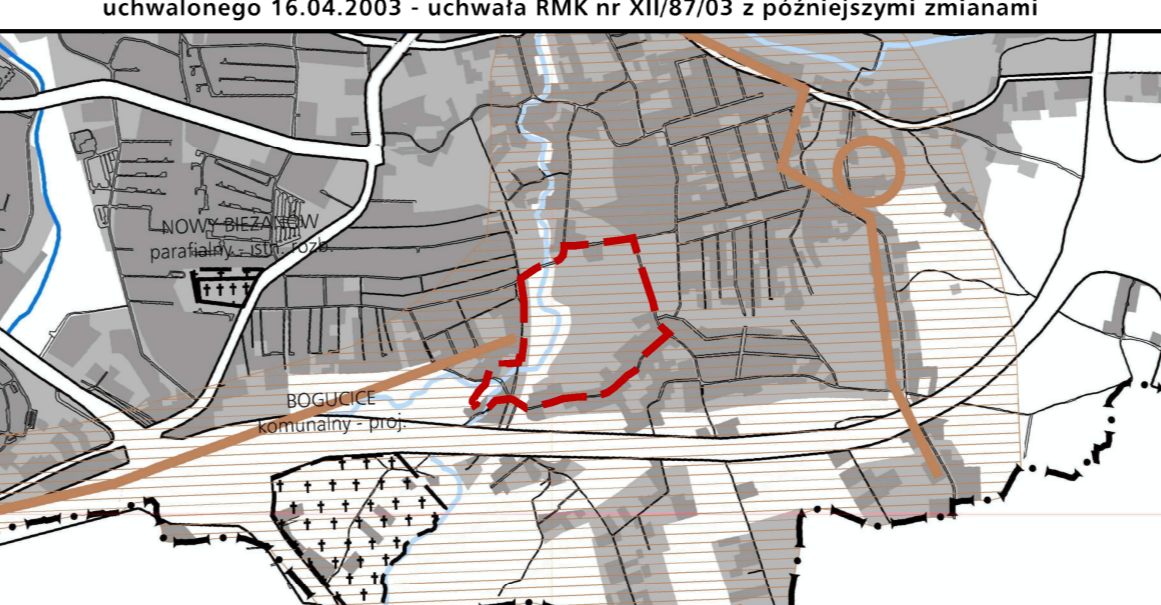 uchwalonego 16.04.2003 - uchwała RMK nr XII/87/03 z późniejszymi zmianami
NOWY BIEŻANÓW
parafialny - istn. rozb.
BOGUCICE
komunalny - proj.